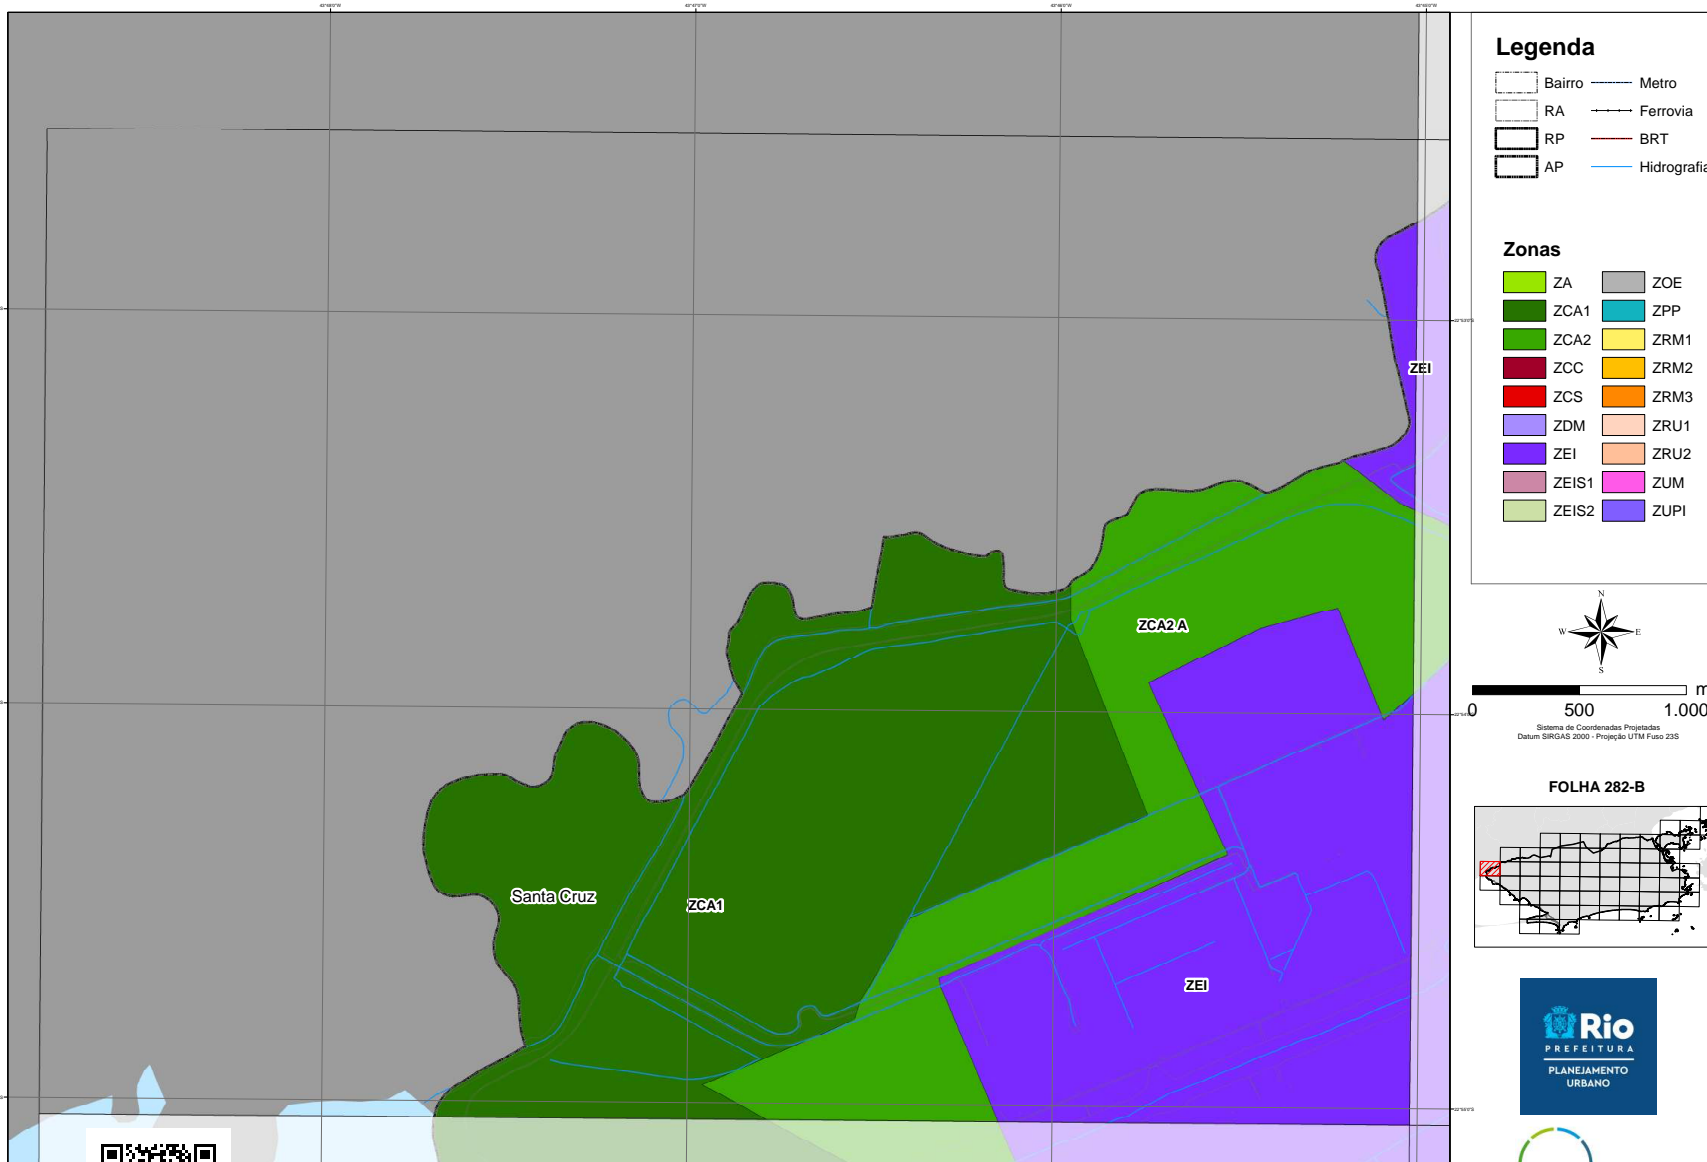 Legenda
Bairro
Metro
RA
Ferrovia
RP
BRT
AP
Hidrografia
Zonas
ZA
ZOE
ZCA1
ZPP
ZCA2
ZRM1
ZCC
ZRM2
ZCS
ZRM3
ZDM
ZRU1
ZEI
ZRU2
ZEIS1
ZUM
ZEIS2
ZUPI
ZEI
ZCA2 A
Santa Cruz
ZCA1
ZEI
N
W E
S
m
0 500 1.000
Sistema de Coordenadas Projetadas
Datum SIRGAS 2000 - Projeção UTM Fuso 23S
FOLHA 282-B
Rio
PREFEITURA
PLANEJAMENTO
URBANO